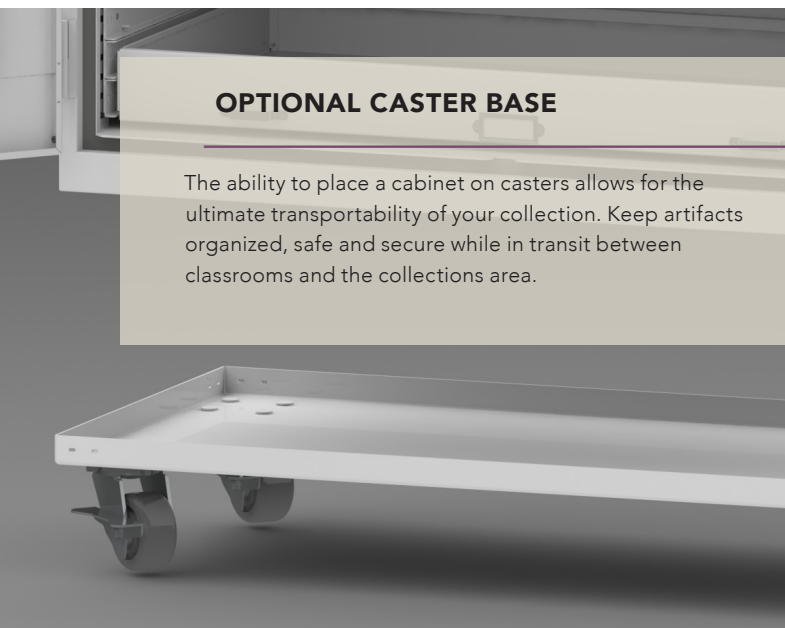 OPTIONAL CASTER BASE
The ability to place a cabinet on casters allows for the
ultimate transportability of your collection. Keep artifacts
organized, safe and secure while in transit between
classrooms and the collections area.